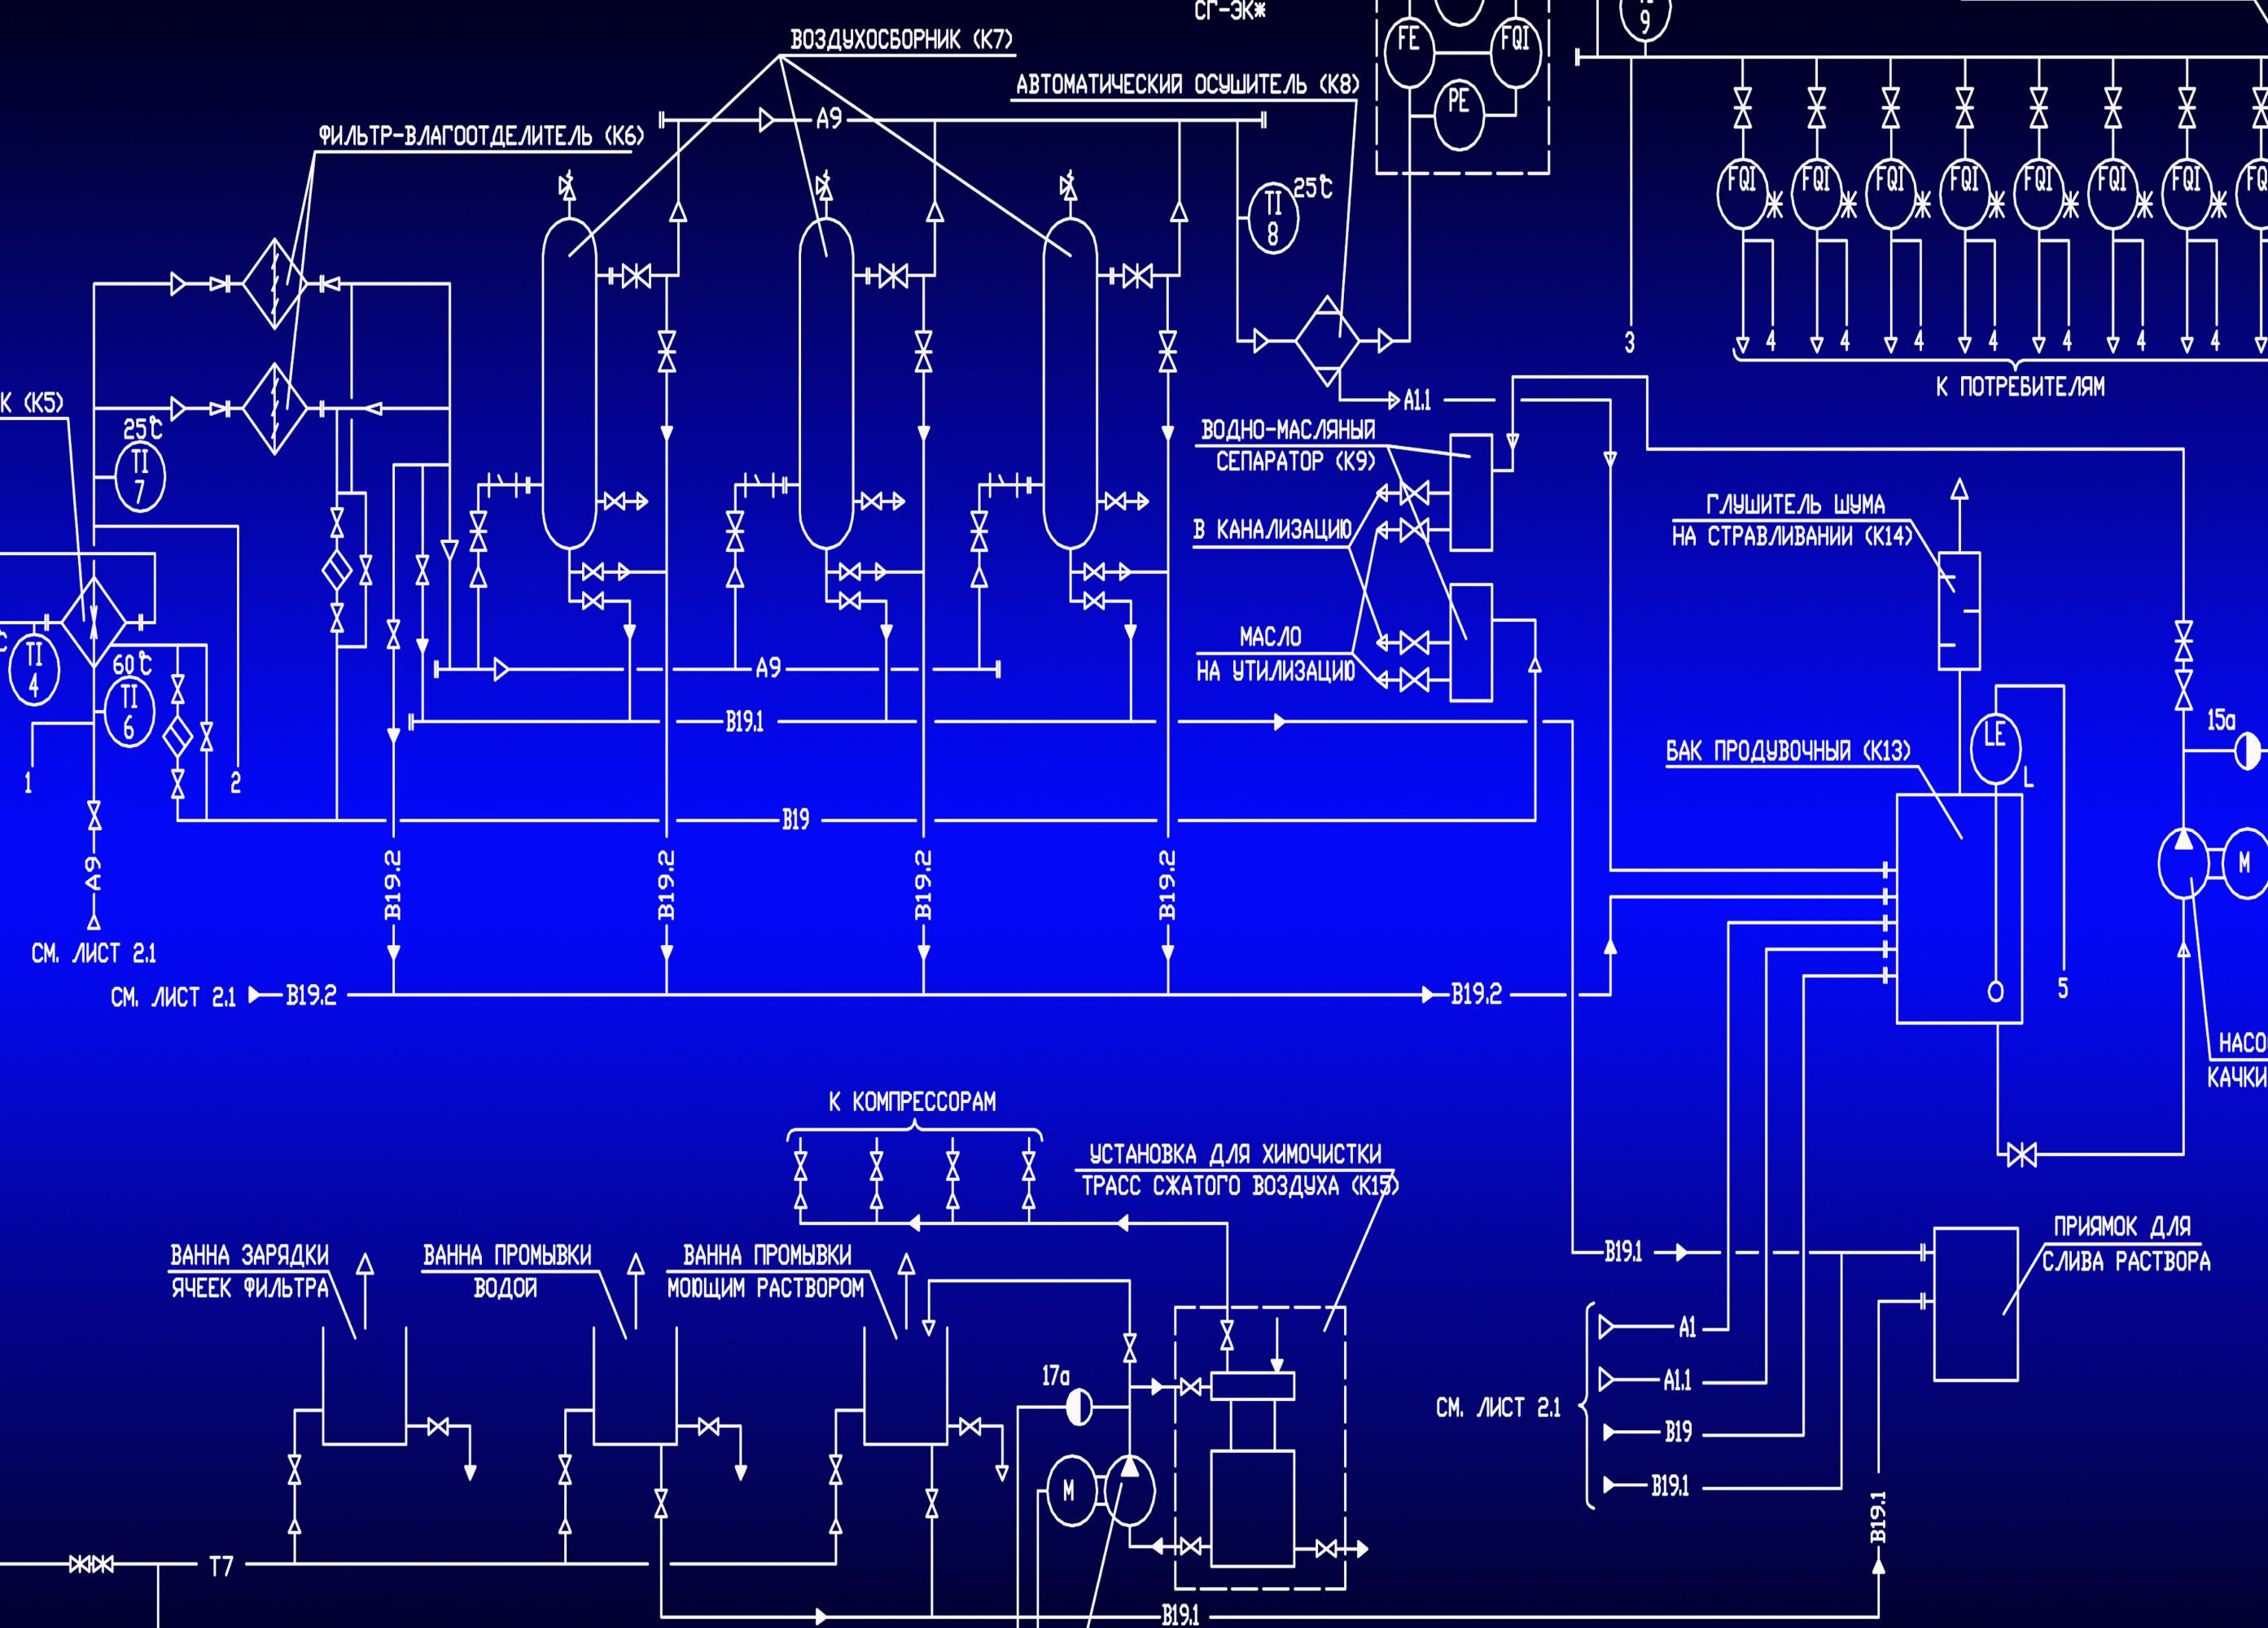 СГ-ЭК*
ВОЗДУХОСБОРНИК (К7)
АВТОМАТИЧЕСКИЙ ОСУШИТЕЛЬ (К8)
ФИЛЬТР-ВЛАГООТДЕЛИТЕЛЬ (К6)
А9
FE
FQI
PE
9
TI
8
25°С
FQI
*
FQI
*
FQI
*
FQI
*
FQI
*
FQI
*
FQI
*
3
4
4
4
4
4
4
4
К ПОТРЕБИТЕЛЯМ
К (К5)
25°С
TI
7
А1.1
ВОДНО-МАСЛЯНЫЙ
СЕПАРАТОР (К9)
В КАНАЛИЗАЦИЮ
МАСЛО
НА УТИЛИЗАЦИЮ
ГЛУШИТЕЛЬ ШУМА
НА СТРАВЛИВАНИИ (К14)
TI
4
60°С
TI
6
А9
В19.1
1
2
В19
БАК ПРОДУВОЧНЫЙ (К13)
LE
L
15а
М
А9
В19.2
В19.2
В19.2
В19.2
СМ. ЛИСТ 2.1
СМ. ЛИСТ 2.1
В19.2
В19.2
5
НАСО
КАЧКИ
К КОМПРЕССОРАМ
УСТАНОВКА ДЛЯ ХИМОЧИСТКИ
ТРАСС СЖАТОГО ВОЗДУХА (К15)
ВАННА ЗАРЯДКИ
ЯЧЕЕК ФИЛЬТРА
ВАННА ПРОМЫВКИ
ВОДОЙ
ВАННА ПРОМЫВКИ
МОЮЩИМ РАСТВОРОМ
В19.1
ПРИЯМОК ДЛЯ
СЛИВА РАСТВОРА
17а
М
СМ. ЛИСТ 2.1
А1
А1.1
В19
В19.1
В19.1
Т7
В19.1